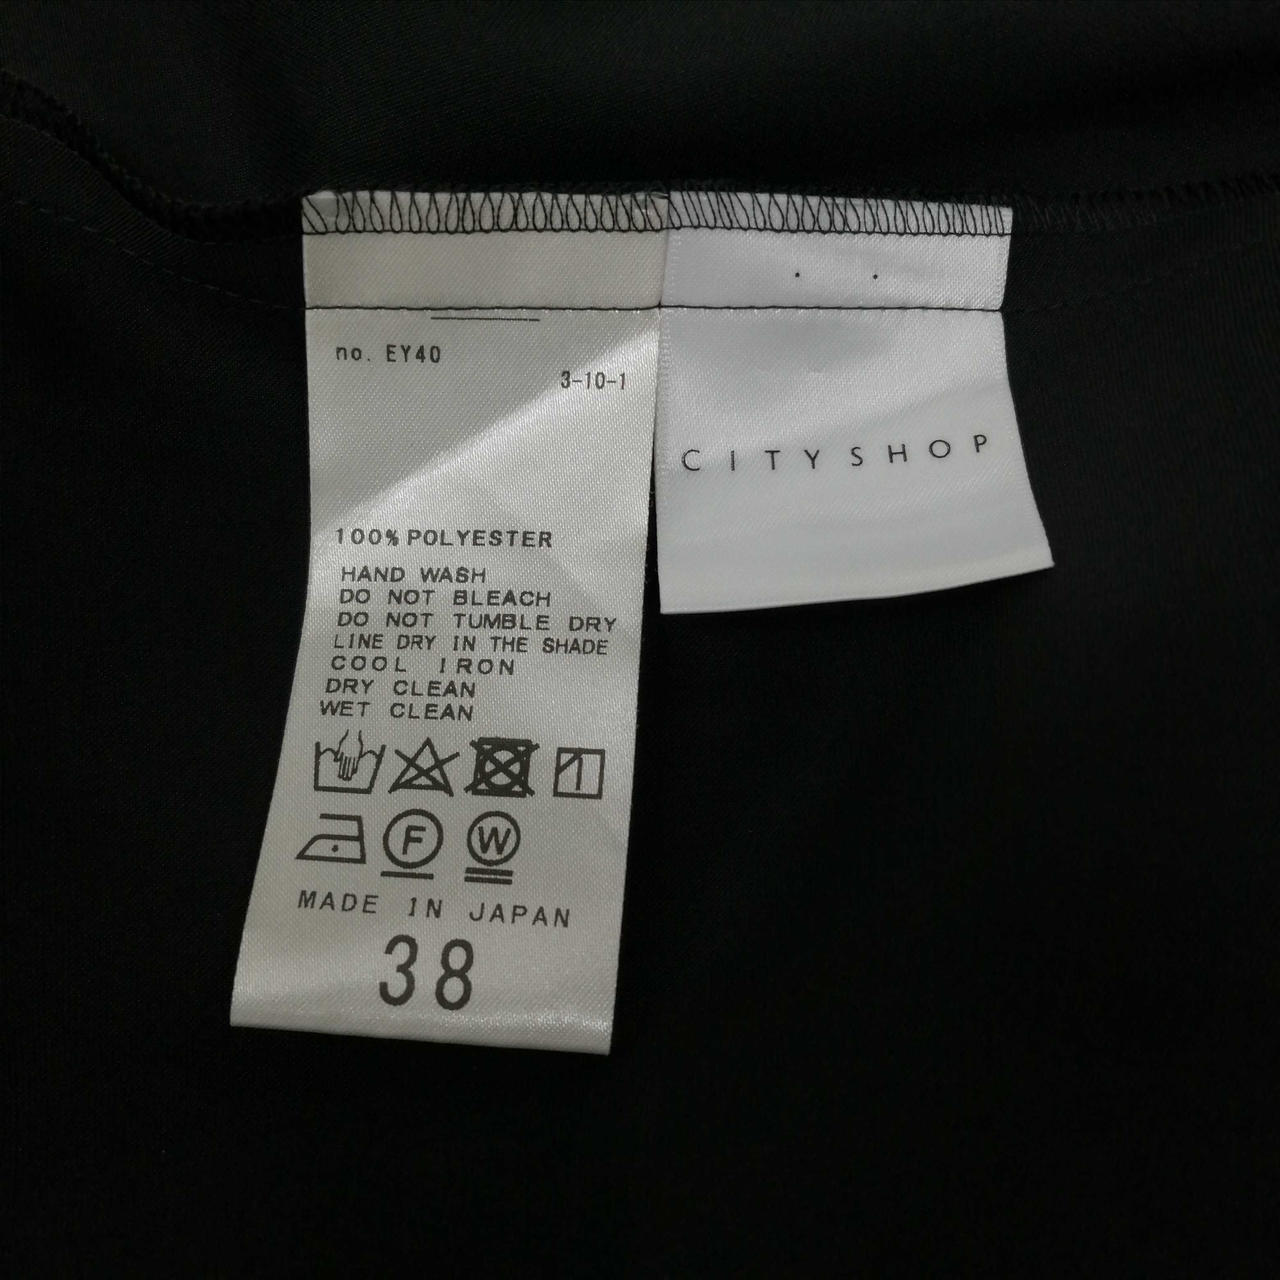 no. EY40
3-10-1
100% POLYESTER
HAND WASH
DO NOT BLEACH
DO NOT TUMBLE DRY
LINE DRY IN THE SHADE
COOL IRON
DRY CLEAN
WET CLEAN
F W
MADE IN JAPAN
38
CITYSHOP